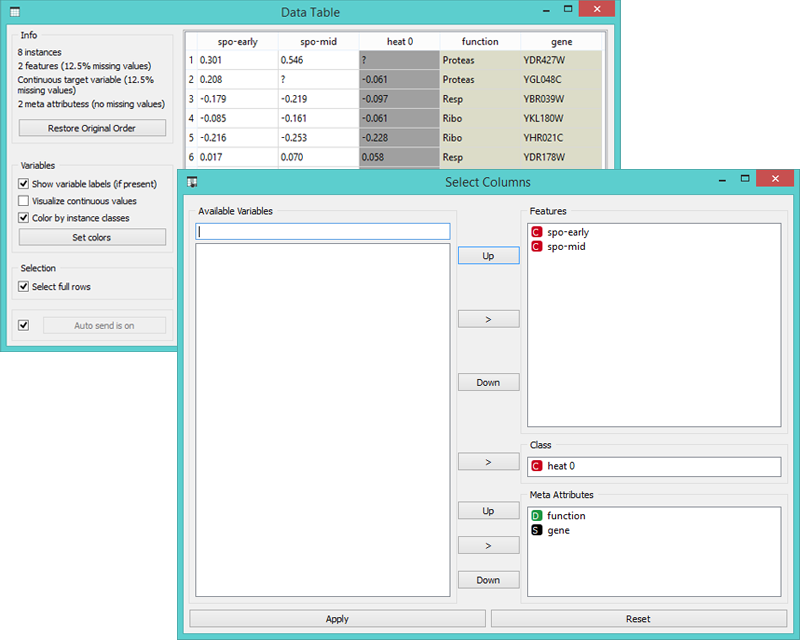 Data Table
Info
8 instances
2 features (12.5% missing values)
Continuous target variable (12.5%
missing values)
2 meta attributess (no missing values)
Restore Original Order
Variables
Show variable labels (if present)
Visualize continuous values
Color by instance classes
Set colors
Selection
Select full rows
Auto send is on
spo-early spo-mid heat 0 function gene
1 0.301 0.546 ? Proteas YDR427W
2 0.208 ? -0.061 Proteas YGL048C
3 -0.179 -0.219 -0.097 Resp YBR039W
4 -0.085 -0.161 -0.061 Ribo YKL180W
5 -0.216 -0.253 -0.228 Ribo YHR021C
6 0.017 0.070 0.058 Resp YDR178W
Select Columns
Available Variables
Up
>
Down
>
Up
>
Down
Features
C spo-early
C spo-mid
Class
C heat 0
Meta Attributes
D function
S gene
Apply
Reset